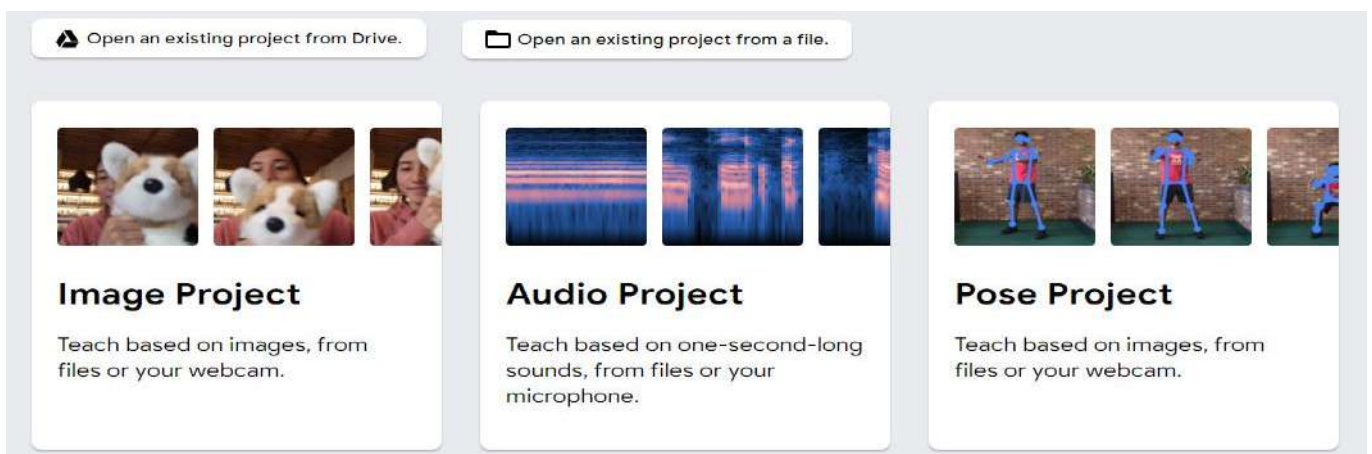 Open an existing project from Drive.
Open an existing project from a file.
Image Project
Teach based on images, from
files or your webcam.
Audio Project
Teach based on one-second-long
sounds, from files or your
microphone.
Pose Project
Teach based on images, from
files or your webcam.